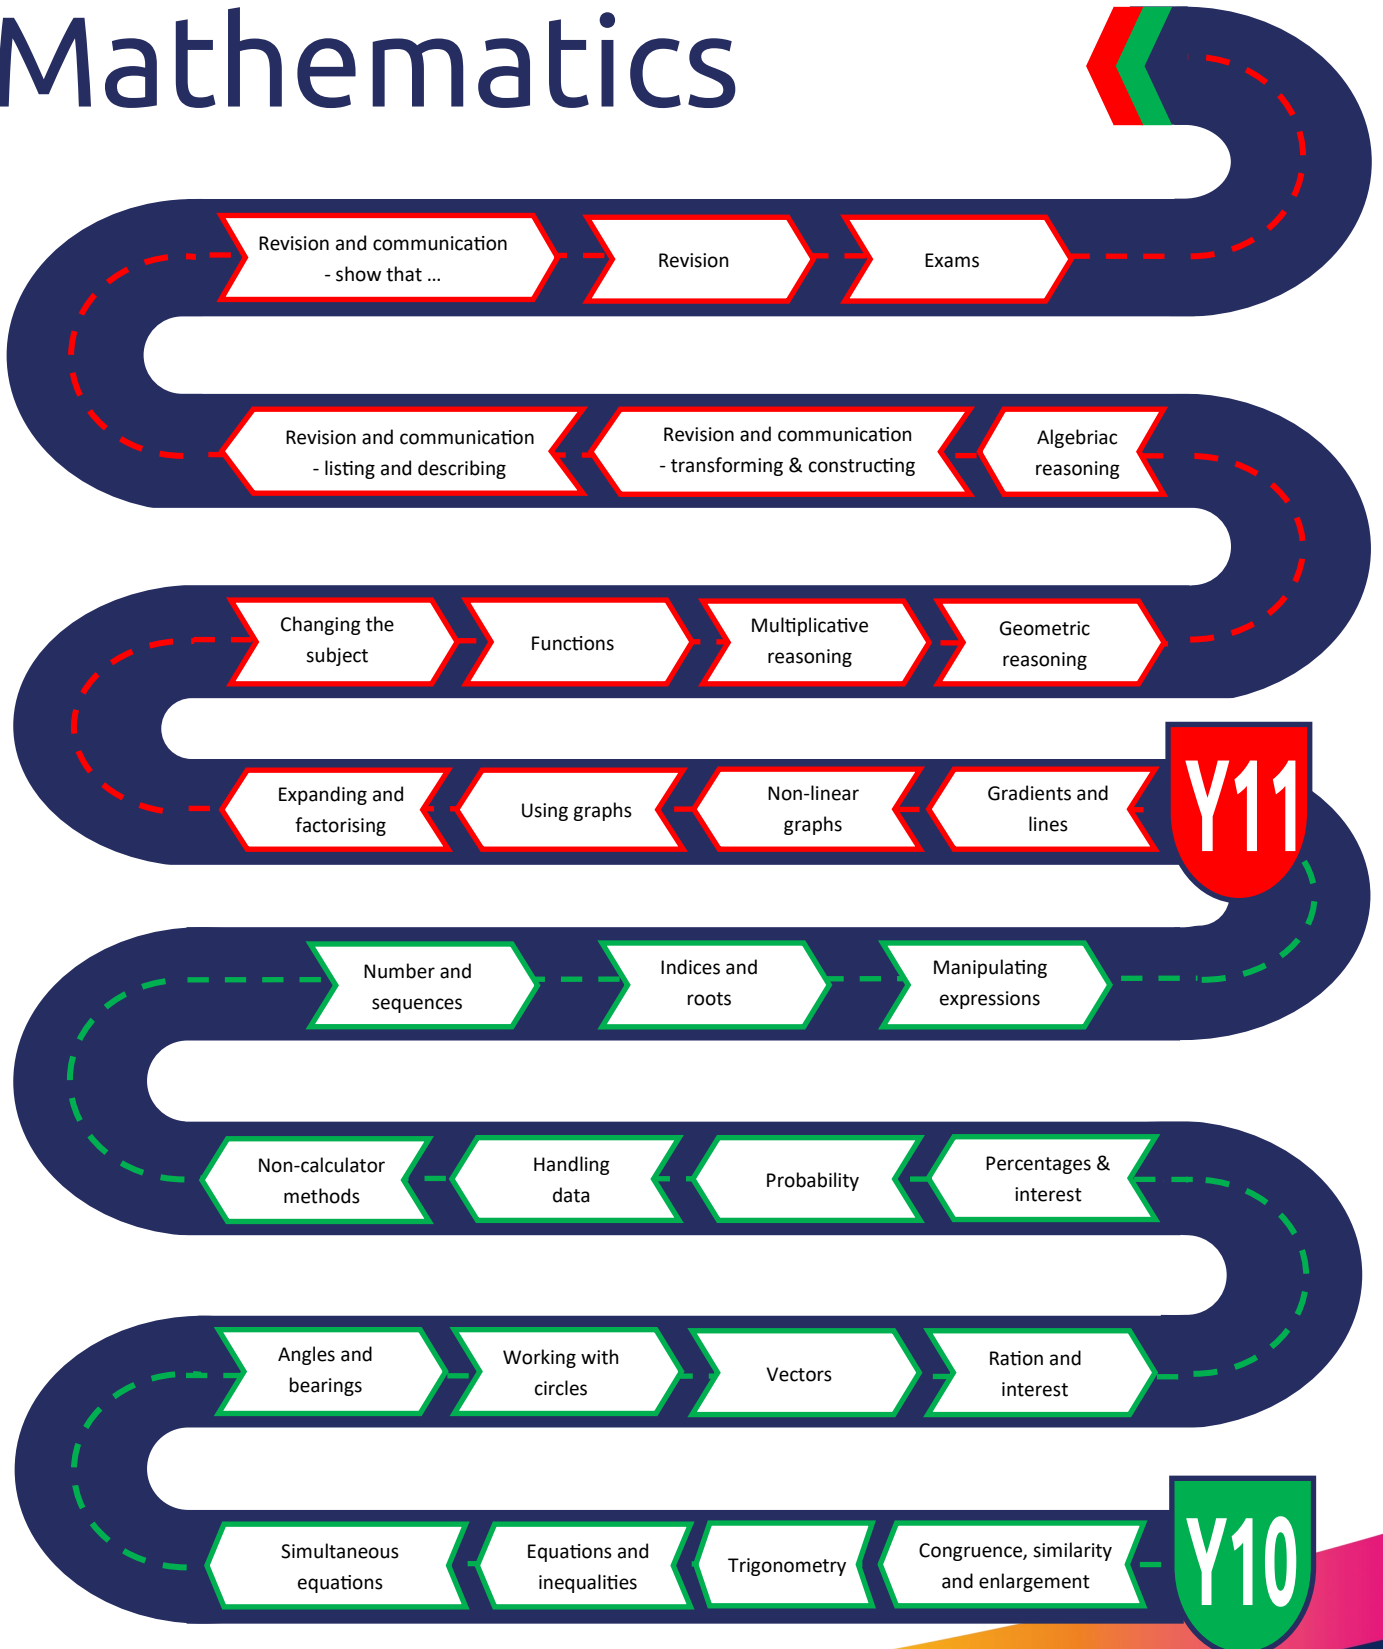 Mathematics
Revision and communication
- show that ...
Revision
Exams
Revision and communication
- listing and describing
Revision and communication
- transforming & constructing
Algebriac
reasoning
Changing the
subject
Functions
Multiplicative
reasoning
Geometric
reasoning
Expanding and
factorising
Using graphs
Non-linear
graphs
Gradients and
lines
Y11
Number and
sequences
Indices and
roots
Manipulating
expressions
Non-calculator
methods
Handling
data
Probability
Percentages &
interest
Angles and
bearings
Working with
circles
Vectors
Ration and
interest
Simultaneous
equations
Equations and
inequalities
Trigonometry
Congruence, similarity
and enlargement
Y10